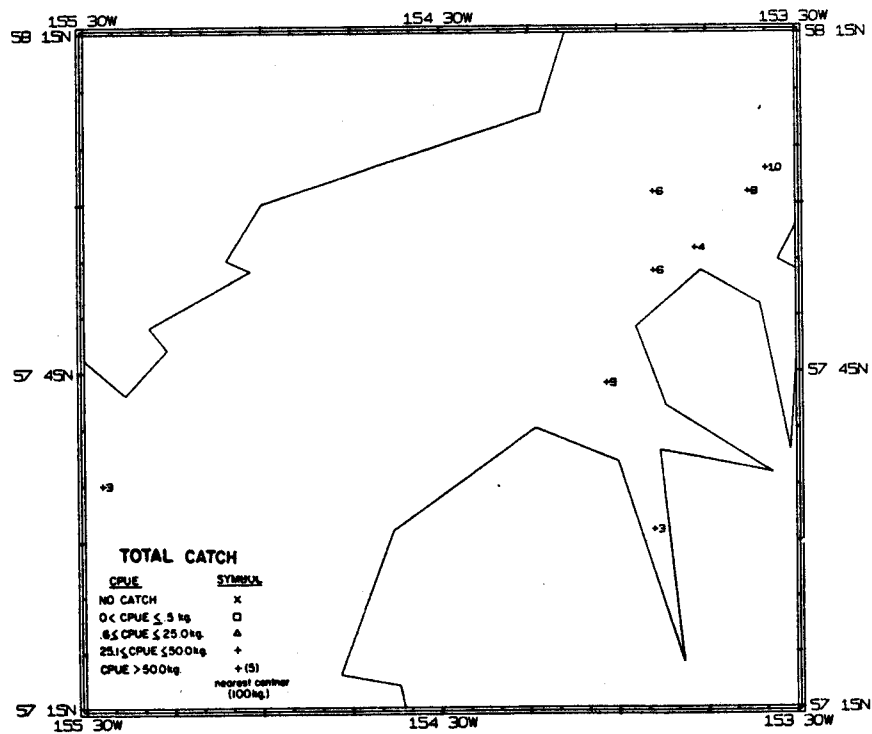 155 30W 154 30W 153 30W
58 15N 58 15N
+10
+6 +8
+4
+6
57 45N 57 45N
+9
+3
+3
TOTAL CATCH
CPUE SYMBOL
NO CATCH X
0< CPUE ≤ .5 kg. □
.6≤ CPUE ≤ 25.0kg. △
25.1≤CPUE ≤500kg. +
CPUE >500kg. +(5)
nearest centner
(100kg.)
57 15N 57 15N
155 30W 154 30W 153 30W